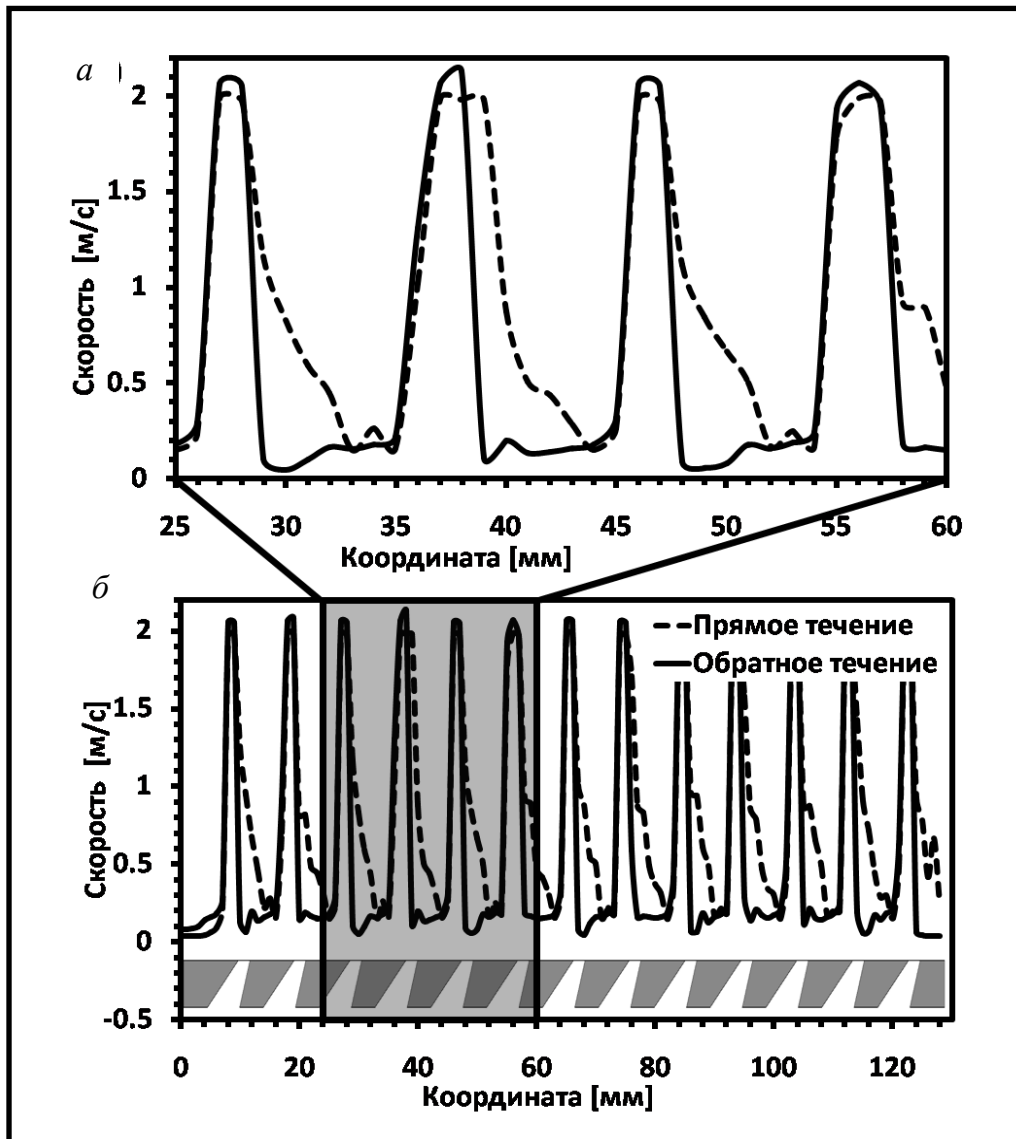 а )
2
1.5
1
0.5
0
Скорость [м/с]
25 30 35 40 45 50 55 60
Координата [мм]
б
2
1.5
1
0.5
0
-0.5
Скорость [м/с]
Прямое течение
Обратное течение
0 20 40 60 80 100 120
Координата [мм]